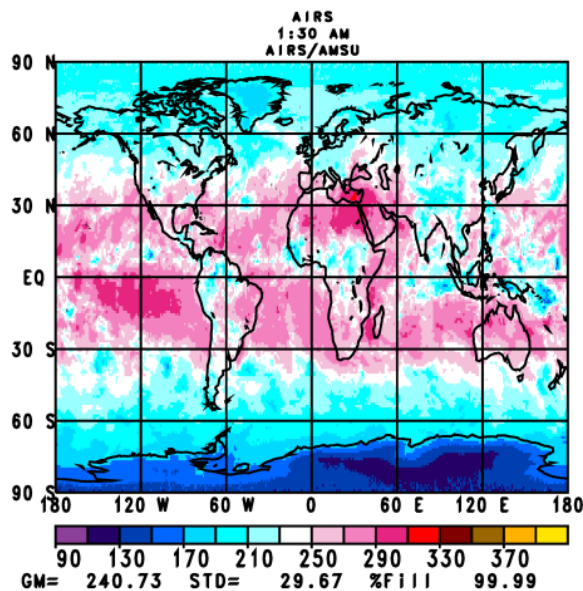 AIRS
1:30 AM
AIRS/AMSU
90 N
60 N
30 N
EQ
30 S
60 S
90 S
180 120 W 60 W 0 60 E 120 E 180
90 130 170 210 250 290 330 370
GM= 240.73 STD= 29.67 %Fill 99.99